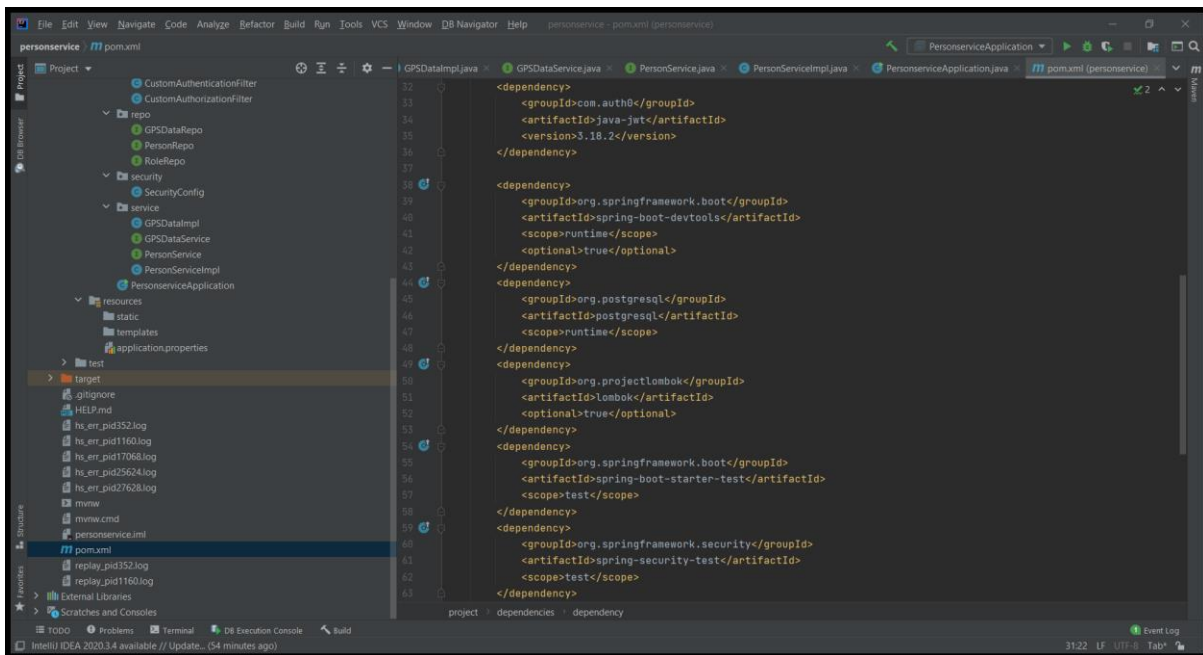 File Edit View Navigate Code Analyze Refactor Build Run Tools VCS Window DB Navigator Help personservice - pom.xml (personservice)
personservice pom.xml PersonserviceApplication
Project GPSDataImpl.java GPSDataService.java PersonService.java PersonServiceImpl.java PersonserviceApplication.java pom.xml (personservice)
Project
DB Browser
Structure
Favorites
Maven
CustomAuthenticationFilter
CustomAuthorizationFilter
repo
GPSDataRepo
PersonRepo
RoleRepo
security
SecurityConfig
service
GPSDataImpl
GPSDataService
PersonService
PersonServiceImpl
PersonserviceApplication
resources
static
templates
application.properties
test
target
.gitignore
HELP.md
hs_err_pid352.log
hs_err_pid1160.log
hs_err_pid17068.log
hs_err_pid25624.log
hs_err_pid27628.log
mvnw
mvnw.cmd
personservice.iml
pom.xml
replay_pid352.log
replay_pid1160.log
External Libraries
Scratches and Consoles
2
32 <dependency>
33 <groupId>com.auth0</groupId>
34 <artifactId>java-jwt</artifactId>
35 <version>3.18.2</version>
36 </dependency>
37
38 <dependency>
39 <groupId>org.springframework.boot</groupId>
40 <artifactId>spring-boot-devtools</artifactId>
41 <scope>runtime</scope>
42 <optional>true</optional>
43 </dependency>
44 <dependency>
45 <groupId>org.postgresql</groupId>
46 <artifactId>postgresql</artifactId>
47 <scope>runtime</scope>
48 </dependency>
49 <dependency>
50 <groupId>org.projectlombok</groupId>
51 <artifactId>lombok</artifactId>
52 <optional>true</optional>
53 </dependency>
54 <dependency>
55 <groupId>org.springframework.boot</groupId>
56 <artifactId>spring-boot-starter-test</artifactId>
57 <scope>test</scope>
58 </dependency>
59 <dependency>
60 <groupId>org.springframework.security</groupId>
61 <artifactId>spring-security-test</artifactId>
62 <scope>test</scope>
63 </dependency>
project dependencies dependency
TODO Problems Terminal DB Execution Console Build 1 Event Log
IntelliJ IDEA 2020.3.4 available // Update... (54 minutes ago) 31:22 LF UTF-8 Tab*